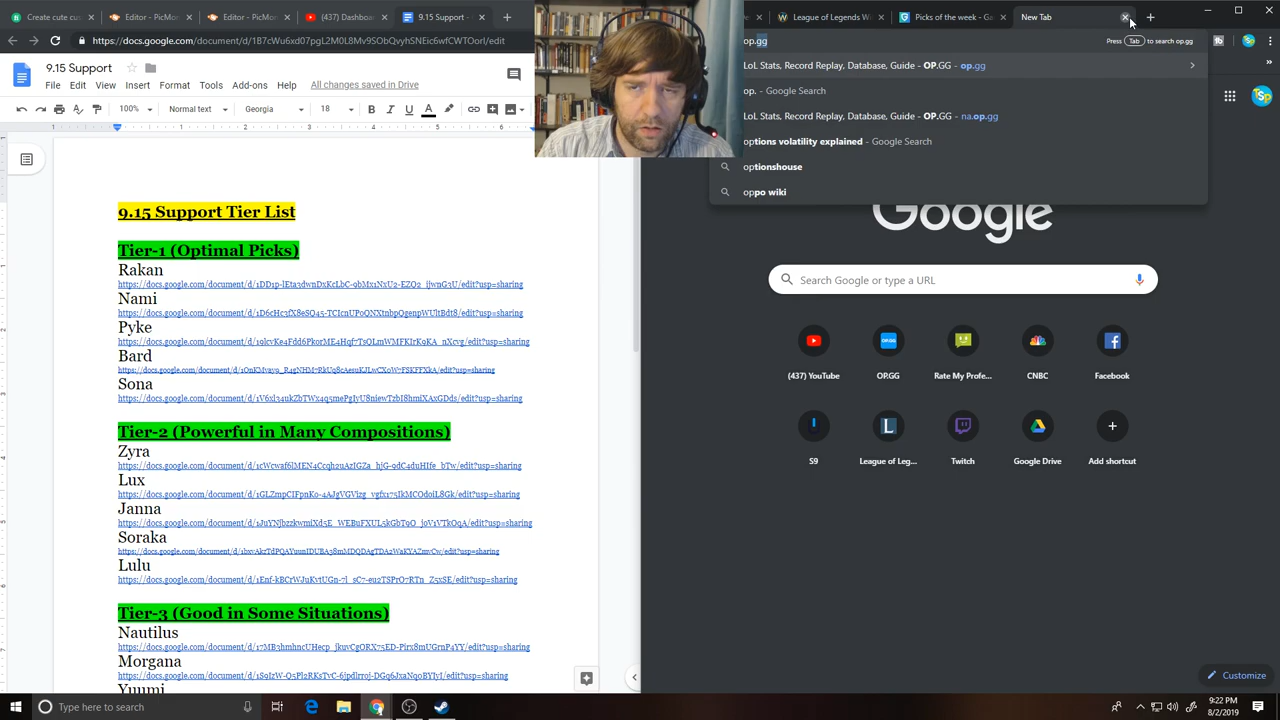 Create cute cust
(437) Dashboa
9.15 - Suppor
League of Legends W
Picks of the week - Ga
New Tab
https://docs.google.com/document/d/1B7cWu6xd07pgL2M0L8Mv9SObQvyhSNEic6wfCWTOorI/edit
op.gg
Press Tab to search op.gg
LoL Stats, Record Replay, Database, Guide - OP.GG - op.gg
op. - Google Search
LoL Stats, Record Replay, Database, Guide - OP.GG - na.op.gg
options volatility explained - Google Search
optionshouse
oppo wiki
9.15 Support
File Edit View Insert Format Tools Add-ons Help All changes saved in Drive
100% Normal text Georgia 18 B I U A
9.15 Support Tier List
Tier-1 (Optimal Picks)
Rakan
Nami
Pyke
Bard
Sona
Tier-2 (Powerful in Many Compositions)
Zyra
Lux
Janna
Soraka
Lulu
Tier-3 (Good in Some Situations)
Nautilus
Morgana
Yuumi
Google
Search Google or type a URL
(437) YouTube
OP.GG
Rate My Profe...
CNBC
Facebook
S9
League of Leg...
Twitch
Google Drive
Add shortcut
Customize
Type here to search
9:22 PM
8/2/2019